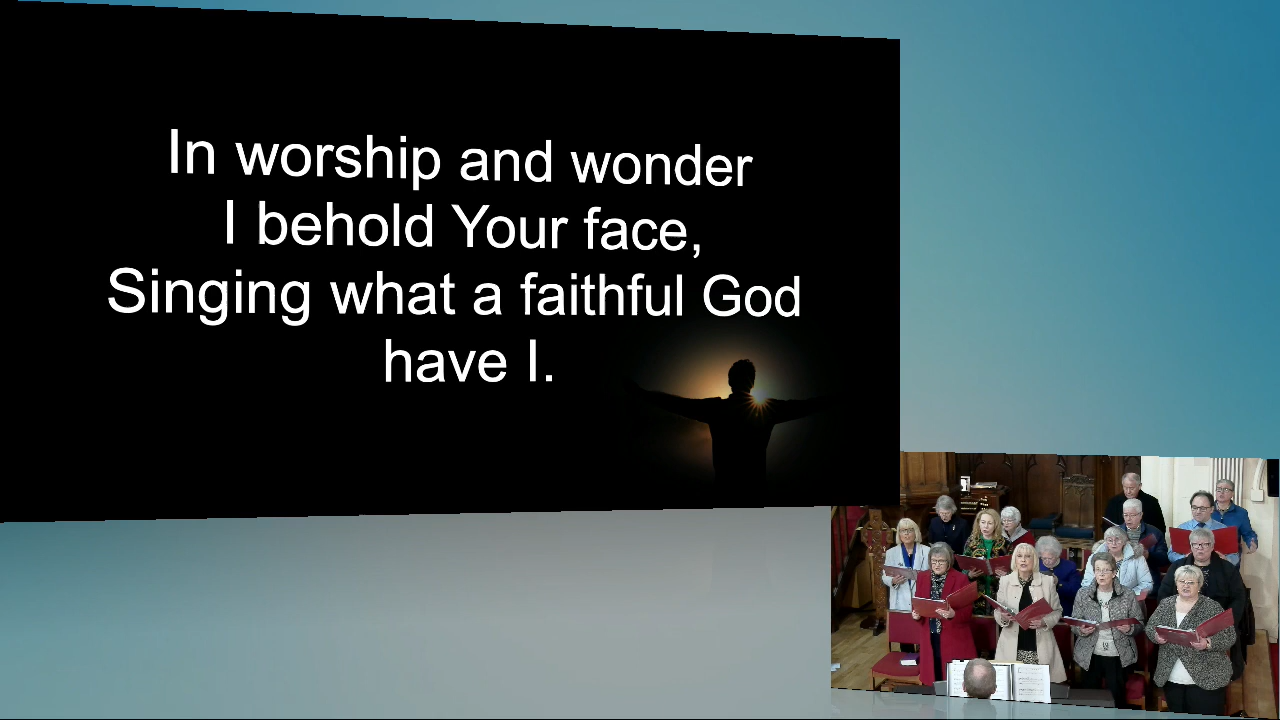 In worship and wonder
I behold Your face,
Singing what a faithful God
have I.